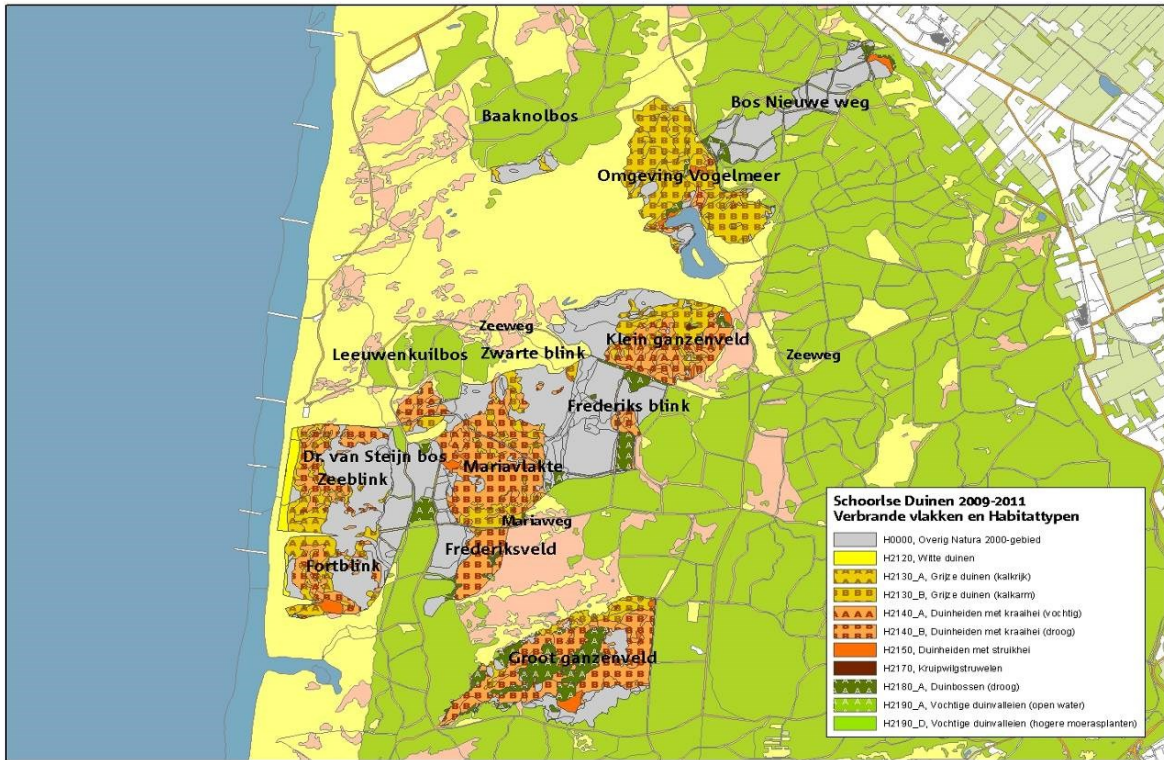 Bos Nieuwe weg
Baaknolbos
Omgeving Vogelmeer
Zeeweg
Klein ganzenveld
Leeuwenkuilbos
Zwarte blink
Zeeweg
Frederiks blink
Dr. van Steijn bos
Zeeblink
Mariavlakte
Mariaweg
Frederiksveld
Fortblink
Groot ganzenveld
Schoorlse Duinen 2009-2011
Verbrande vlakken en Habitattypen
H0000, Overig Natura 2000-gebied
H2120, Witte duinen
H2130_A, Grijze duinen (kalkrijk)
H2130_B, Grijze duinen (kalkarm)
H2140_A, Duinheiden met kraaihei (vochtig)
H2140_B, Duinheiden met kraaihei (droog)
H2150, Duinheiden met struikhei
H2170, Kruipwilgstruwelen
H2180_A, Duinbossen (droog)
H2190_A, Vochtige duinvalleien (open water)
H2190_D, Vochtige duinvalleien (hogere moerasplanten)